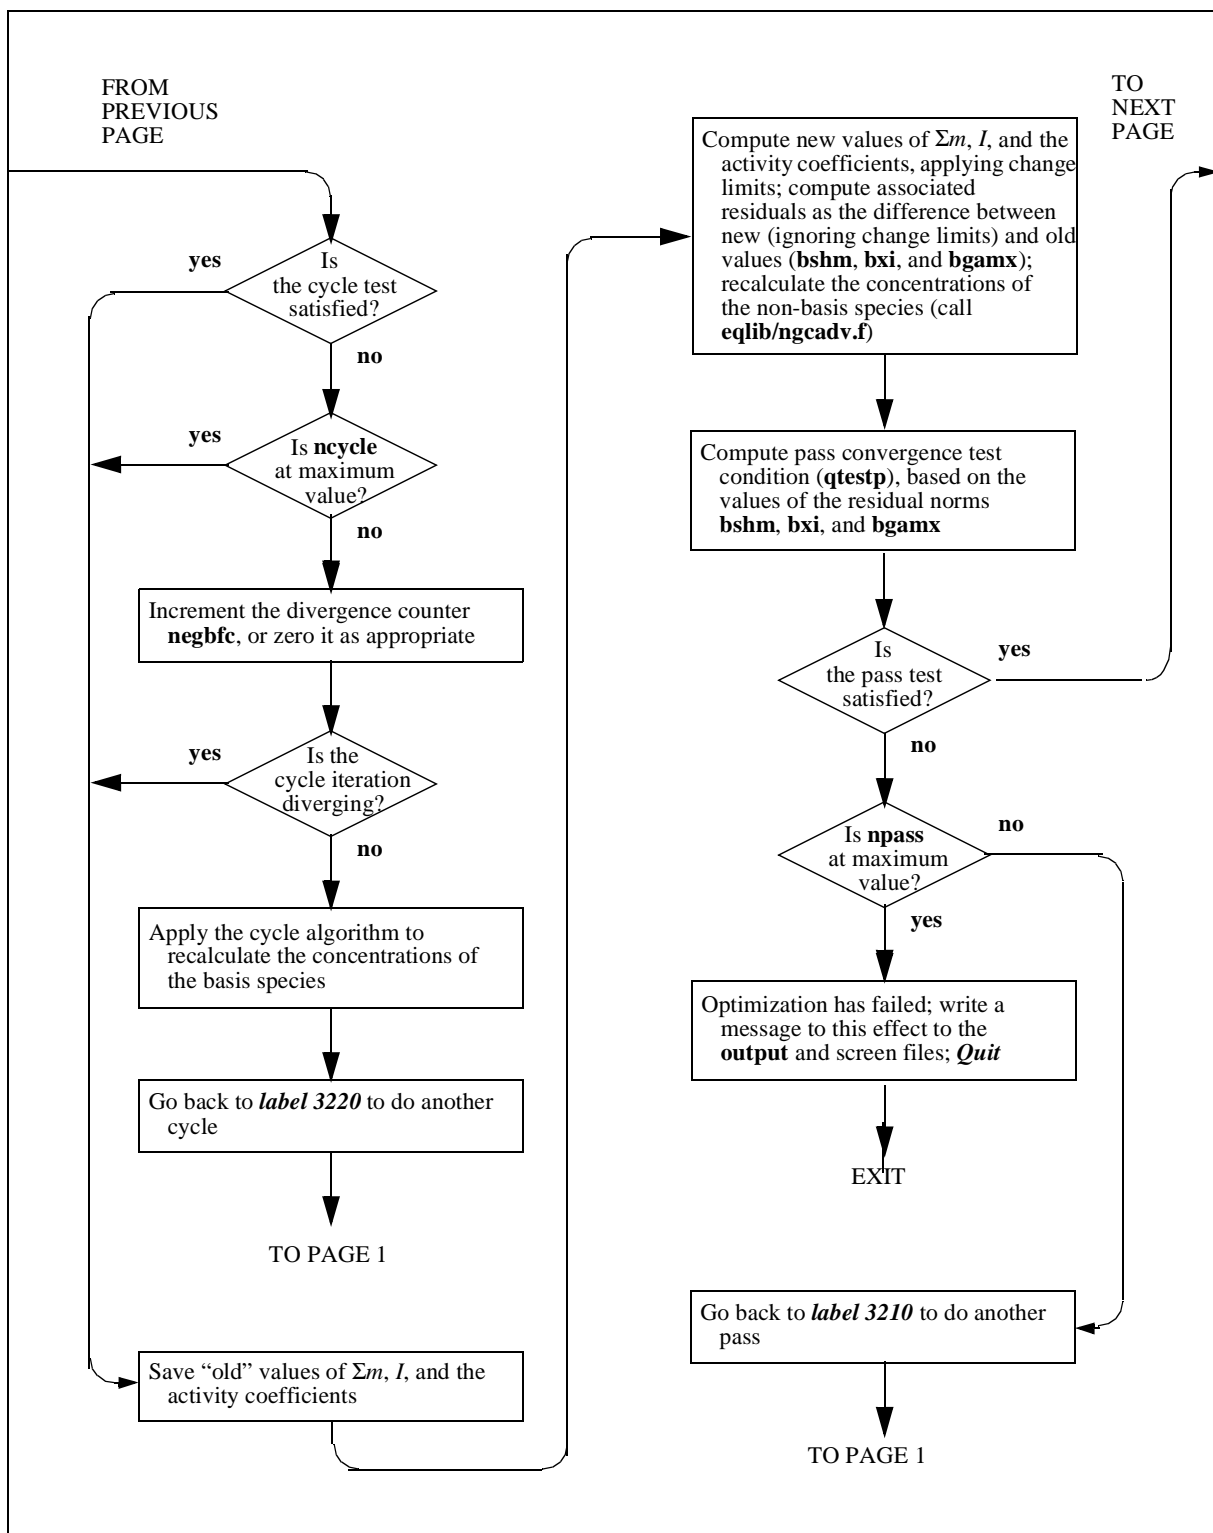 FROM
PREVIOUS
PAGE
yes
Is
the cycle test
satisfied?
no
yes
Is ncycle
at maximum
value?
no
Increment the divergence counter
negbfc, or zero it as appropriate
yes
Is the
cycle iteration
diverging?
no
Apply the cycle algorithm to
recalculate the concentrations of
the basis species
Go back to label 3220 to do another
cycle
TO PAGE 1
Save “old” values of Σm, I, and the
activity coefficients
TO
NEXT
PAGE
Compute new values of Σm, I, and the
activity coefficients, applying change
limits; compute associated
residuals as the difference between
new (ignoring change limits) and old
values (bshm, bxi, and bgamx);
recalculate the concentrations of
the non-basis species (call
eqlib/ngcadv.f)
Compute pass convergence test
condition (qtestp), based on the
values of the residual norms
bshm, bxi, and bgamx
Is
the pass test
satisfied?
yes
no
Is npass
at maximum
value?
no
yes
Optimization has failed; write a
message to this effect to the
output and screen files; Quit
EXIT
Go back to label 3210 to do another
pass
TO PAGE 1